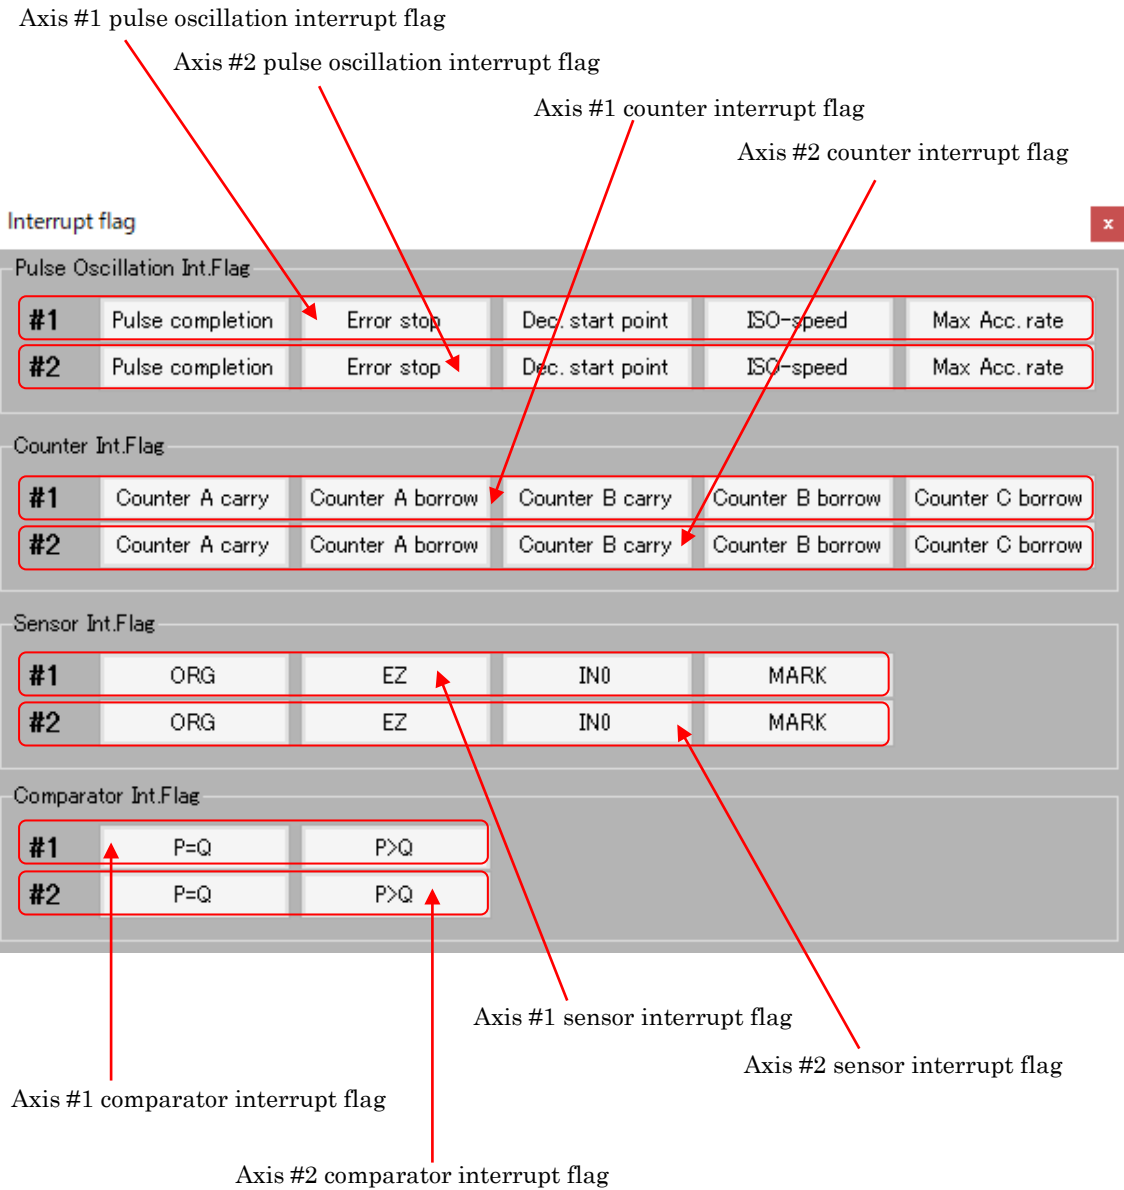 Axis #1 pulse oscillation interrupt flag
Axis #2 pulse oscillation interrupt flag
Axis #1 counter interrupt flag
Axis #2 counter interrupt flag
Interrupt flag
x
Pulse Oscillation Int.Flag
#1 Pulse completion Error stop Dec. start point ISO-speed Max Acc. rate
#2 Pulse completion Error stop Dec. start point ISO-speed Max Acc. rate
Counter Int.Flag
#1 Counter A carry Counter A borrow Counter B carry Counter B borrow Counter C borrow
#2 Counter A carry Counter A borrow Counter B carry Counter B borrow Counter C borrow
Sensor Int.Flag
#1 ORG EZ IN0 MARK
#2 ORG EZ IN0 MARK
Comparator Int.Flag
#1 P=Q P>Q
#2 P=Q P>Q
Axis #1 sensor interrupt flag
Axis #2 sensor interrupt flag
Axis #1 comparator interrupt flag
Axis #2 comparator interrupt flag